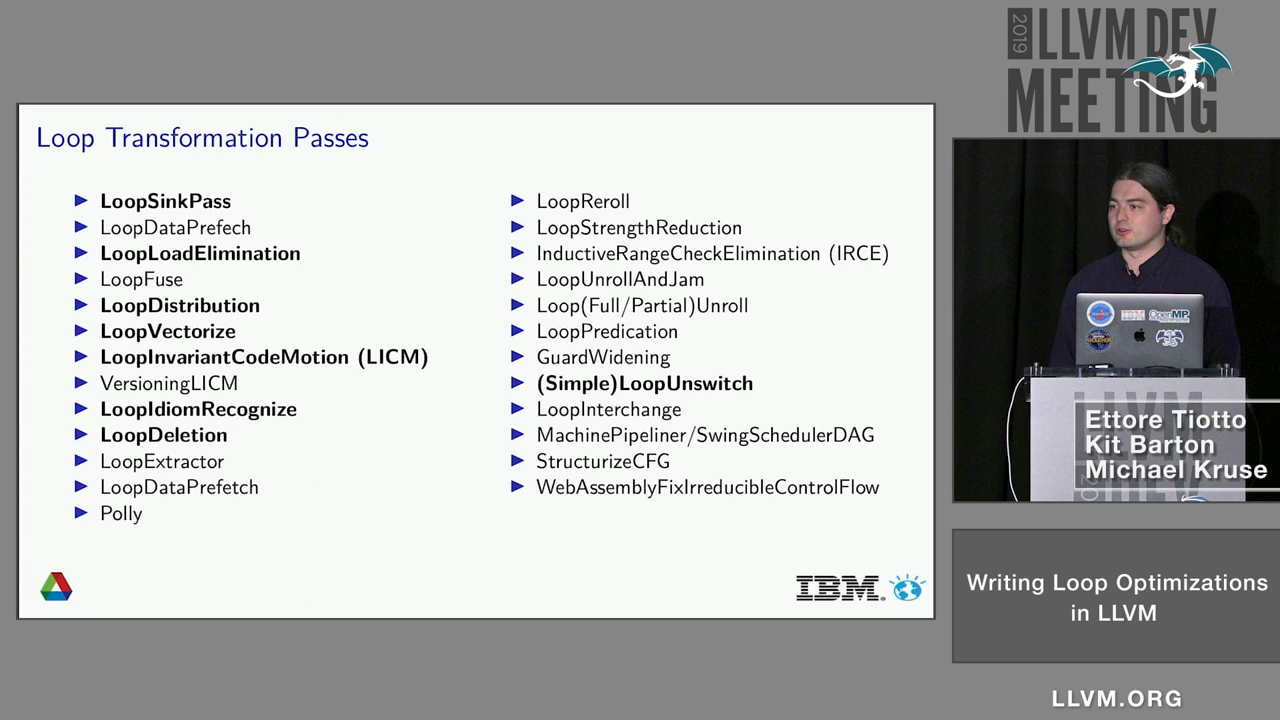 2019 LLVM DEV
MEETING
Loop Transformation Passes
LoopSinkPass
LoopDataPrefech
LoopLoadElimination
LoopFuse
LoopDistribution
LoopVectorize
LoopInvariantCodeMotion (LICM)
VersioningLICM
LoopIdiomRecognize
LoopDeletion
LoopExtractor
LoopDataPrefetch
Polly
LoopReroll
LoopStrengthReduction
InductiveRangeCheckElimination (IRCE)
LoopUnrollAndJam
Loop(Full/Partial)Unroll
LoopPredication
GuardWidening
(Simple)LoopUnswitch
LoopInterchange
MachinePipeliner/SwingSchedulerDAG
StructurizeCFG
WebAssemblyFixIrreducibleControlFlow
IBM
IBM
OpenMP
Ettore Tiotto
Kit Barton
Michael Kruse
Writing Loop Optimizations
in LLVM
LLVM.ORG